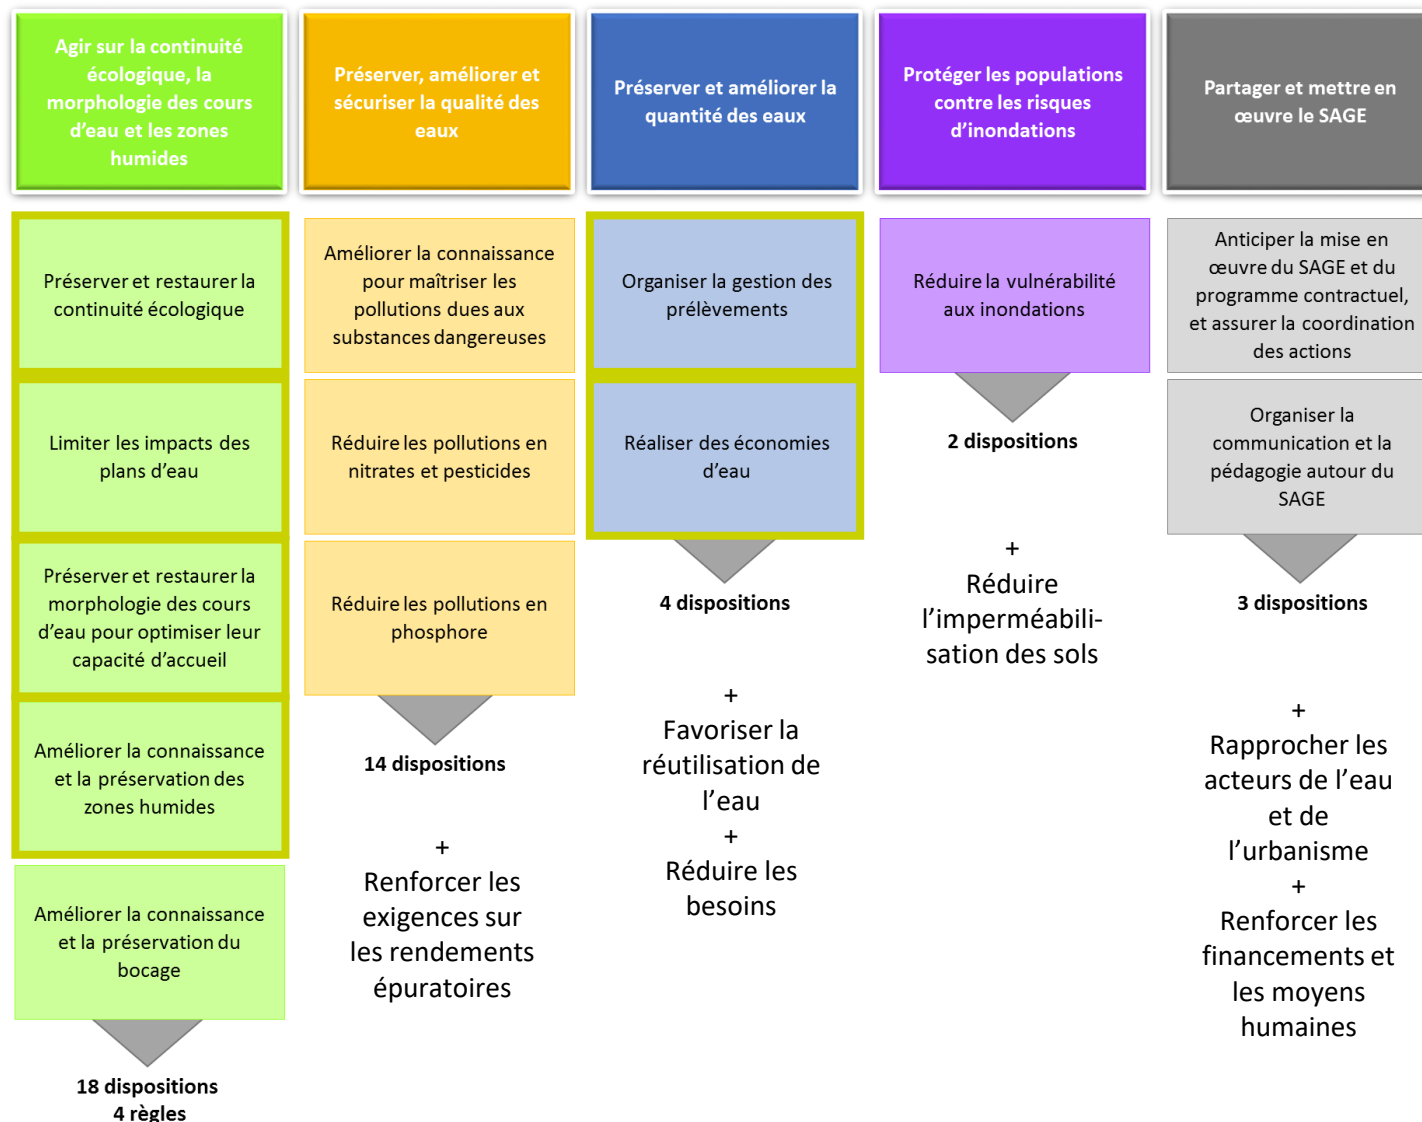 Agir sur la continuité
écologique, la
morphologie des cours
d’eau et les zones
humides
Préserver et restaurer la
continuité écologique
Limiter les impacts des
plans d’eau
Préserver et restaurer la
morphologie des cours
d’eau pour optimiser leur
capacité d’accueil
Améliorer la connaissance
et la préservation des
zones humides
Améliorer la connaissance
et la préservation du
bocage
18 dispositions
4 règles
Préserver, améliorer et
sécuriser la qualité des
eaux
Améliorer la connaissance
pour maîtriser les
pollutions dues aux
substances dangereuses
Réduire les pollutions en
nitrates et pesticides
Réduire les pollutions en
phosphore
14 dispositions
+
Renforcer les
exigences sur
les rendements
épuratoires
Préserver et améliorer la
quantité des eaux
Organiser la gestion des
prélèvements
Réaliser des économies
d’eau
4 dispositions
+
Favoriser la
réutilisation de
l’eau
+
Réduire les
besoins
Protéger les populations
contre les risques
d’inondations
Réduire la vulnérabilité
aux inondations
2 dispositions
+
Réduire
l’imperméabili-
sation des sols
Partager et mettre en
œuvre le SAGE
Anticiper la mise en
œuvre du SAGE et du
programme contractuel,
et assurer la coordination
des actions
Organiser la
communication et la
pédagogie autour du
SAGE
3 dispositions
+
Rapprocher les
acteurs de l’eau
et de
l’urbanisme
+
Renforcer les
financements et
les moyens
humaines